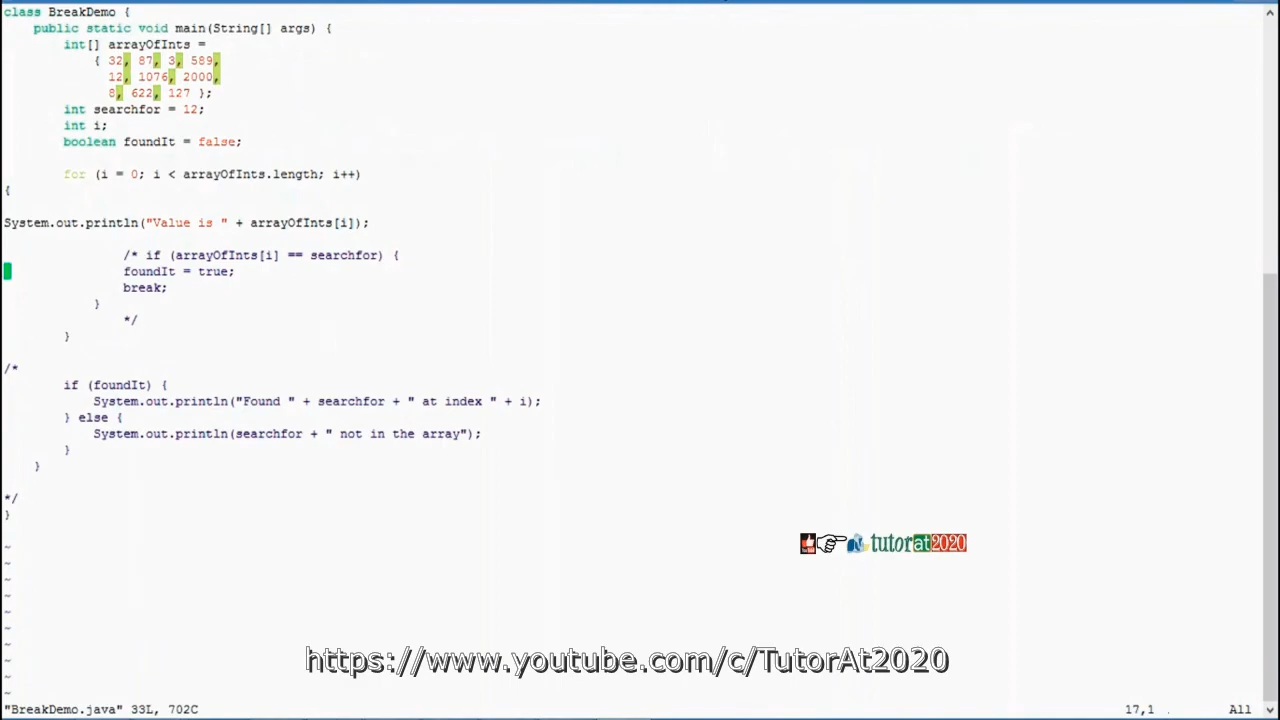 class BreakDemo {
public static void main(String[] args) {
int[] arrayOfInts =
{ 32, 87, 3, 589,
12, 1076, 2000,
8, 622, 127 };
int searchfor = 12;
int i;
boolean foundIt = false;
for (i = 0; i < arrayOfInts.length; i++)
{
System.out.println("Value is " + arrayOfInts[i]);
/* if (arrayOfInts[i] == searchfor) {
foundIt = true;
break;
}
*/
}
/*
if (foundIt) {
System.out.println("Found " + searchfor + " at index " + i);
} else {
System.out.println(searchfor + " not in the array");
}
}
*/
}
~
~
~
~
~
~
~
~
~
~
tutorat2020
https://www.youtube.com/c/TutorAt2020
"BreakDemo.java" 33L, 702C 17,1 All